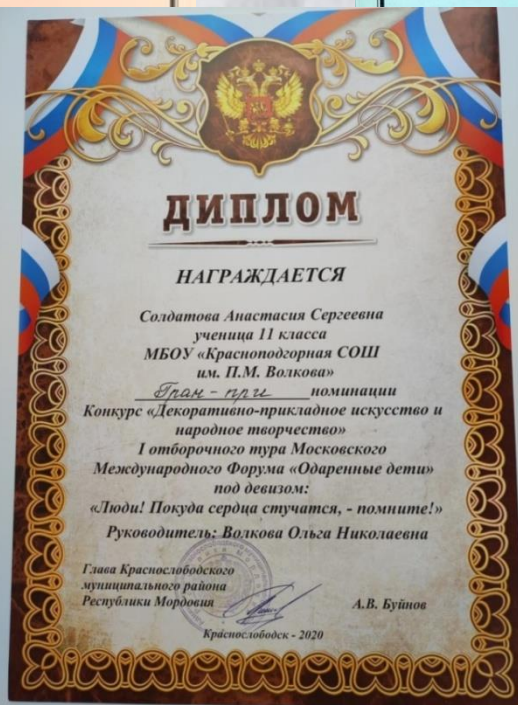 ДИПЛОМ
НАГРАЖДАЕТСЯ
Солдатова Анастасия Сергеевна
ученица 11 класса
МБОУ «Красноподгорная СОШ
им. П.М. Волкова»
Гран-при номинации
Конкурс «Декоративно-прикладное искусство и
народное творчество»
I отборочного тура Московского
Международного Форума «Одаренные дети»
под девизом:
«Люди! Покуда сердца стучатся, - помните!»
Руководитель: Волкова Ольга Николаевна
Глава Краснослободского
муниципального района
Республики Мордовия
А.В. Буйнов
Краснослободск - 2020